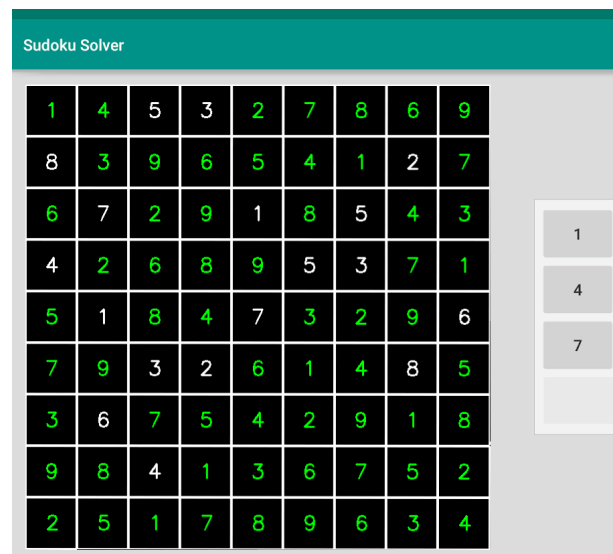 Sudoku Solver
1 4 5 3 2 7 8 6 9
8 3 9 6 5 4 1 2 7
6 7 2 9 1 8 5 4 3
4 2 6 8 9 5 3 7 1
5 1 8 4 7 3 2 9 6
7 9 3 2 6 1 4 8 5
3 6 7 5 4 2 9 1 8
9 8 4 1 3 6 7 5 2
2 5 1 7 8 9 6 3 4
1
4
7